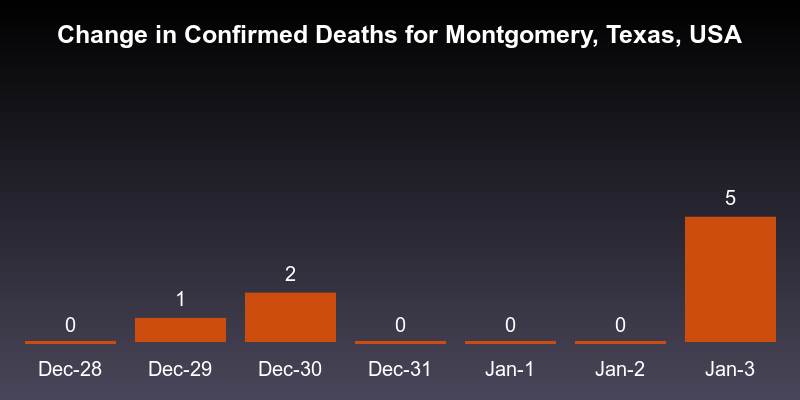 Change in Confirmed Deaths for Montgomery, Texas, USA
5
2
1
0 0 0 0
Dec-28 Dec-29 Dec-30 Dec-31 Jan-1 Jan-2 Jan-3